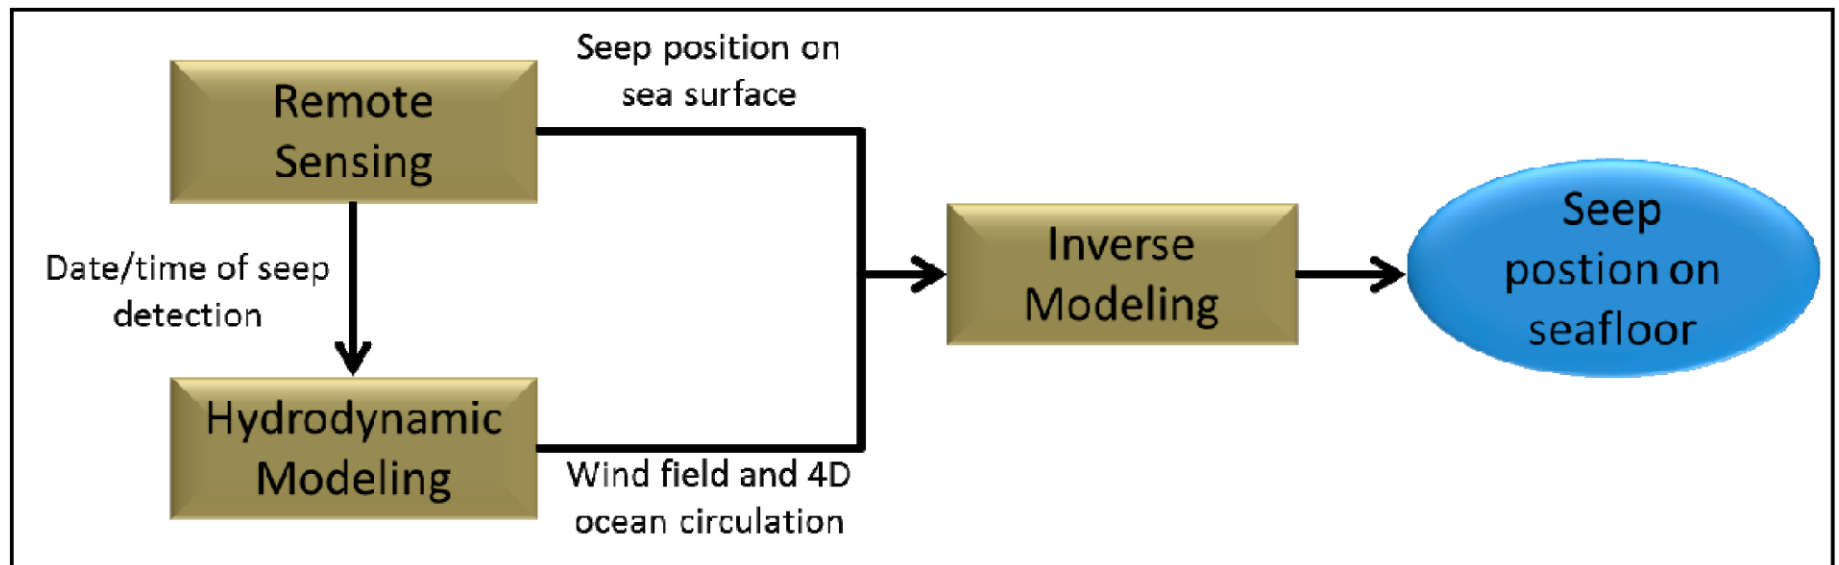 Seep position on
sea surface
Remote
Sensing
Date/time of seep
detection
Hydrodynamic
Modeling
Wind field and 4D
ocean circulation
Inverse
Modeling
Seep
postion on
seafloor